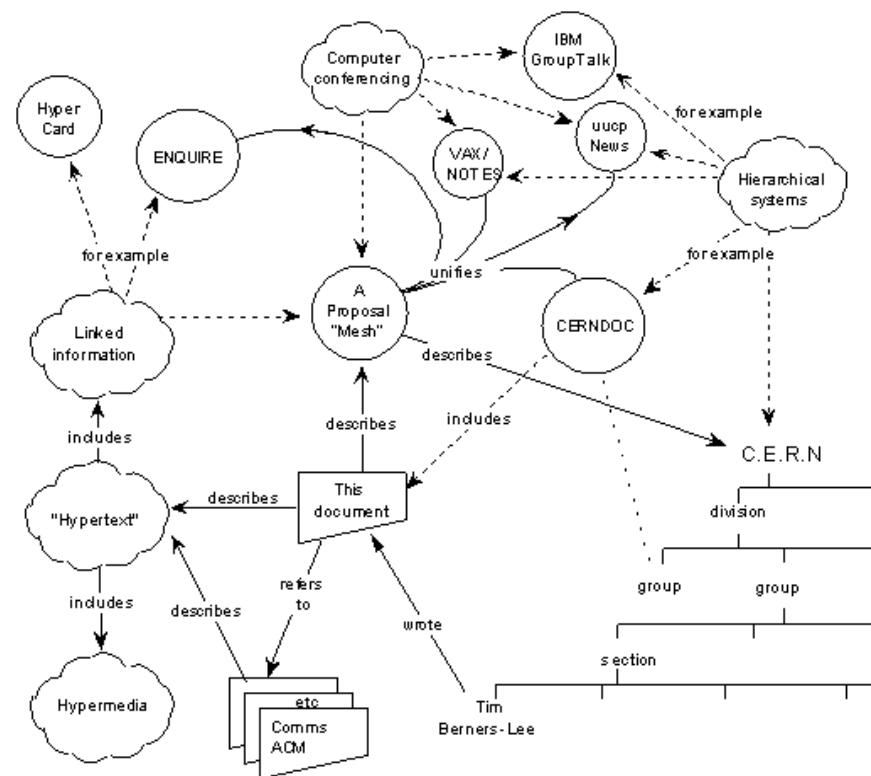 IBM
GroupTalk
Computer
conferencing
Hyper
Card
for example
uucp
News
ENQUIRE
VAX/
NOTES
Hierarchical
systems
for example
unifies
for example
A
Proposal
"Mesh"
CERNDOC
Linked
information
describes
includes
describes
includes
C.E.R.N
This
document
describes
"Hypertext"
division
refers
to
group
group
includes
describes
wrote
section
Hypermedia
etc
Tim
Berners-Lee
Comms
ACM